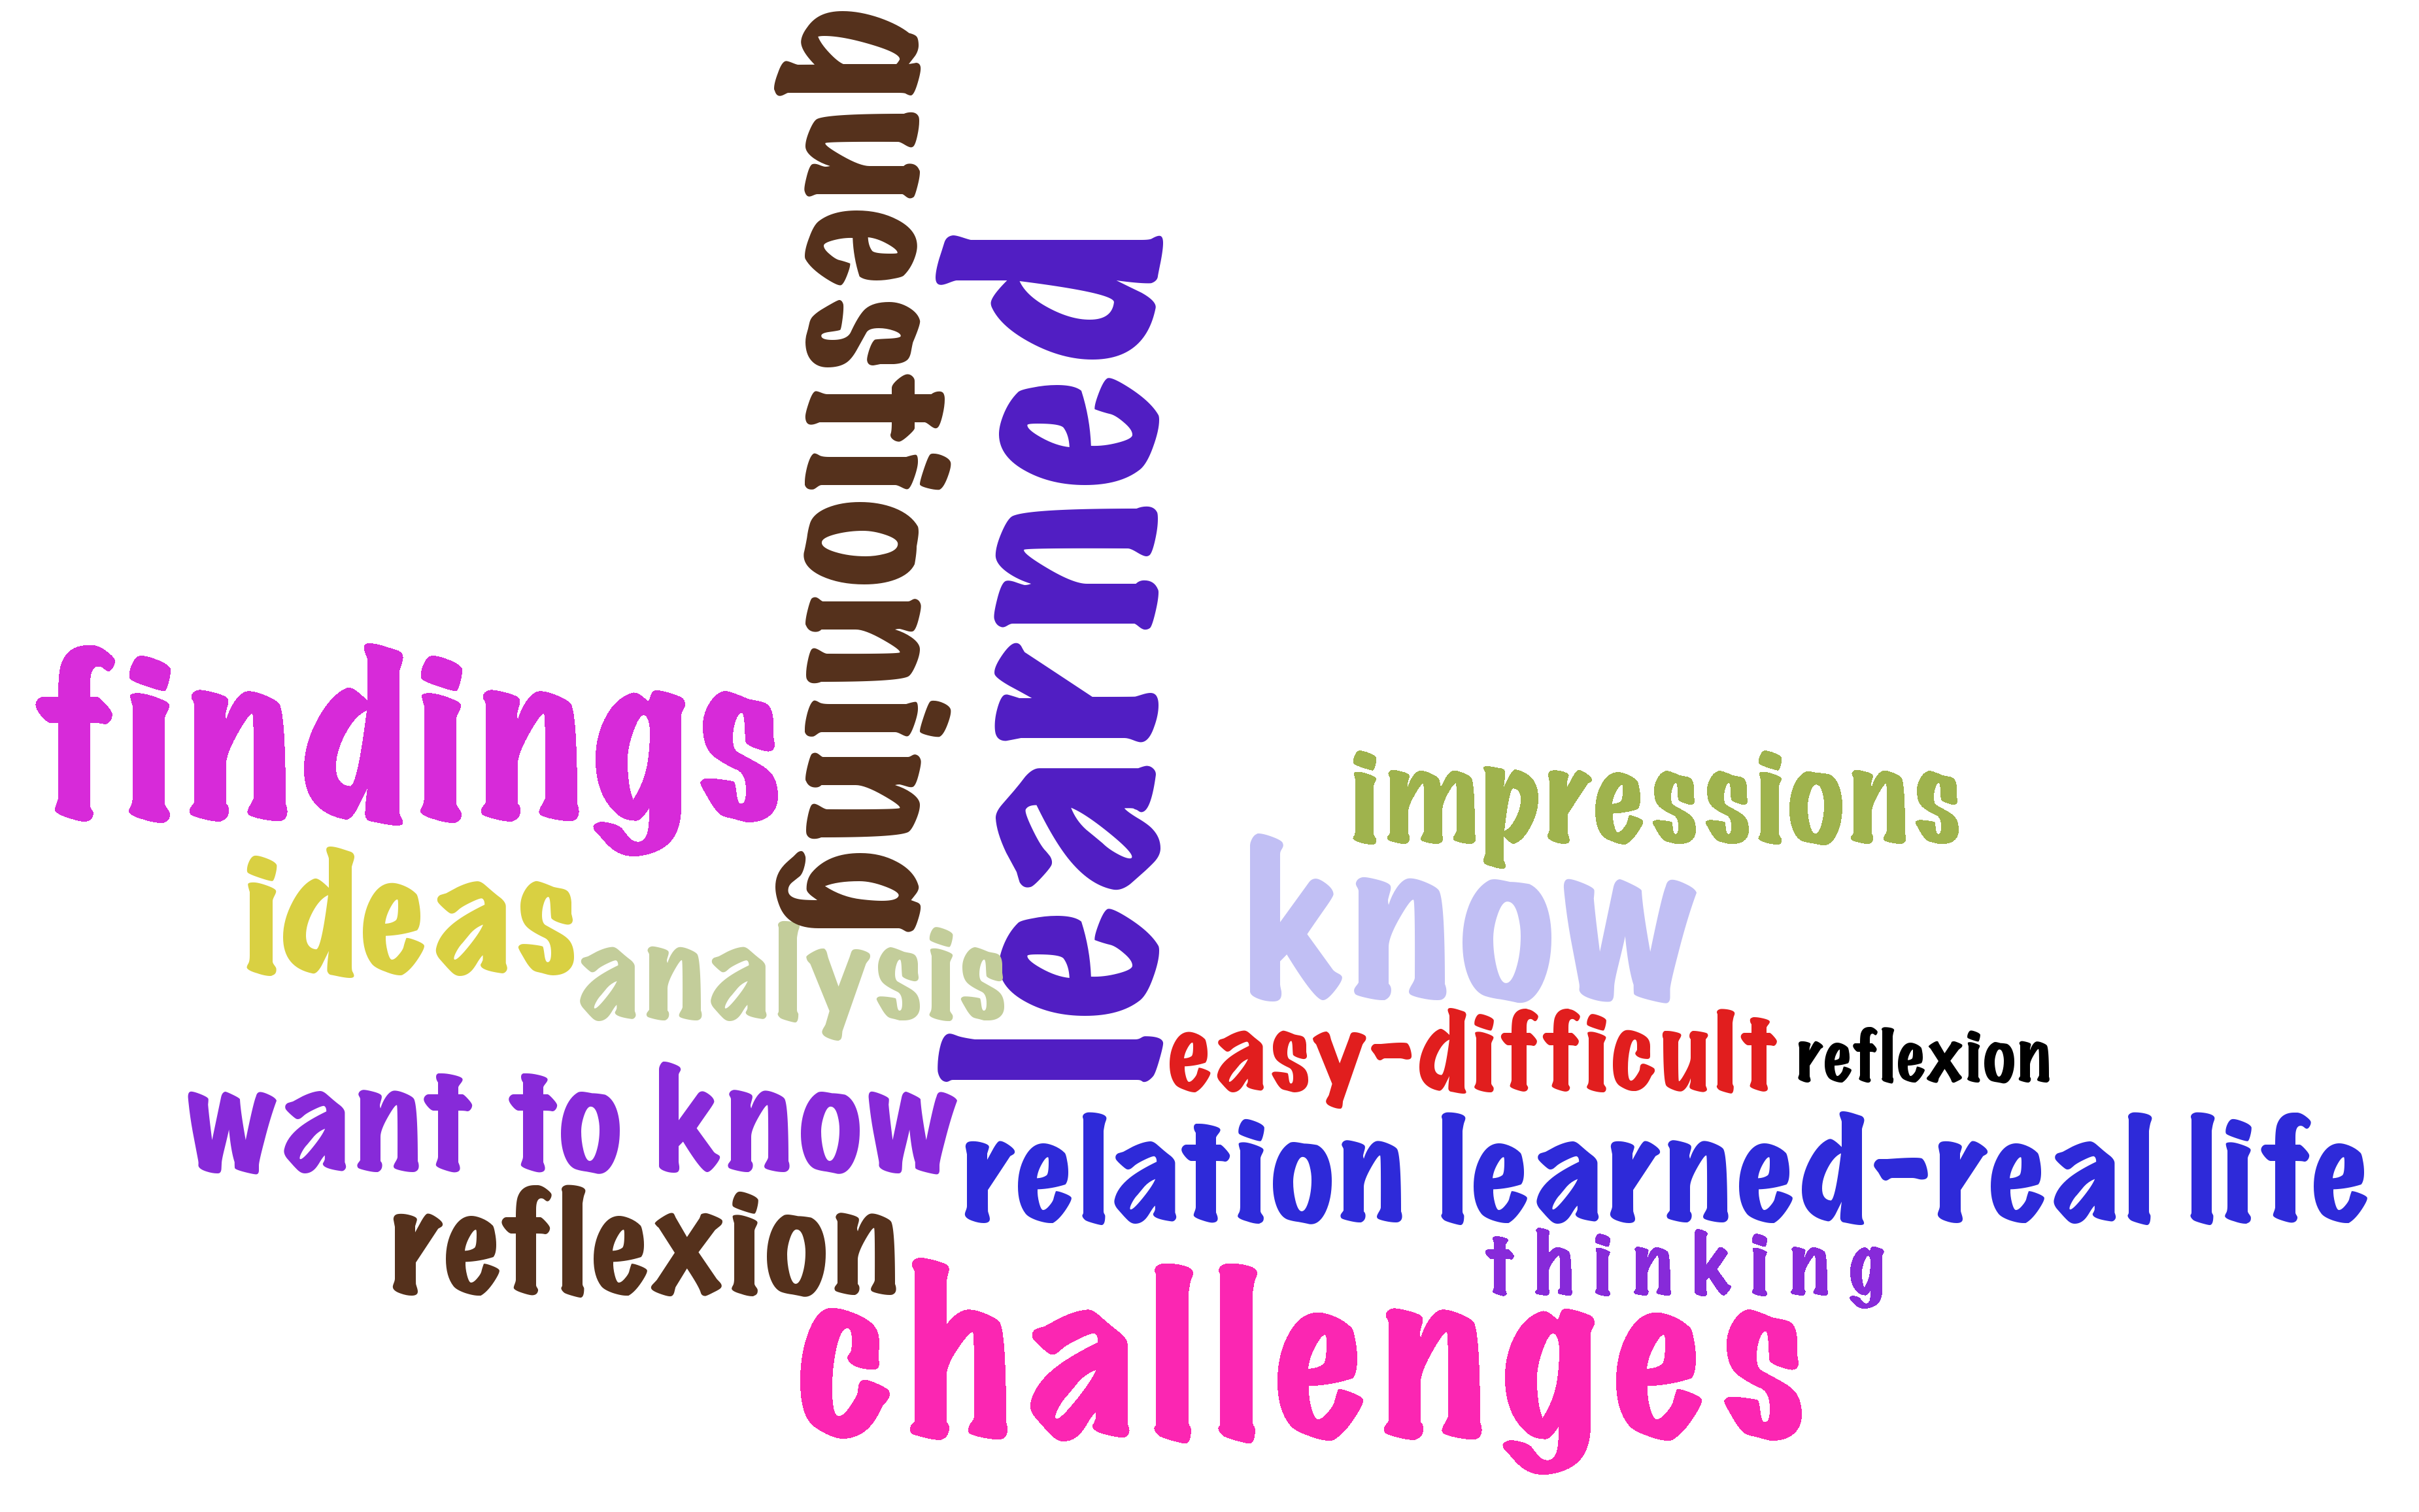 questioning
learned
findings
impressions
ideas
know
analysis
easy-difficult
reflexion
want to know
relation learned-real life
reflexion
thinking
challenges